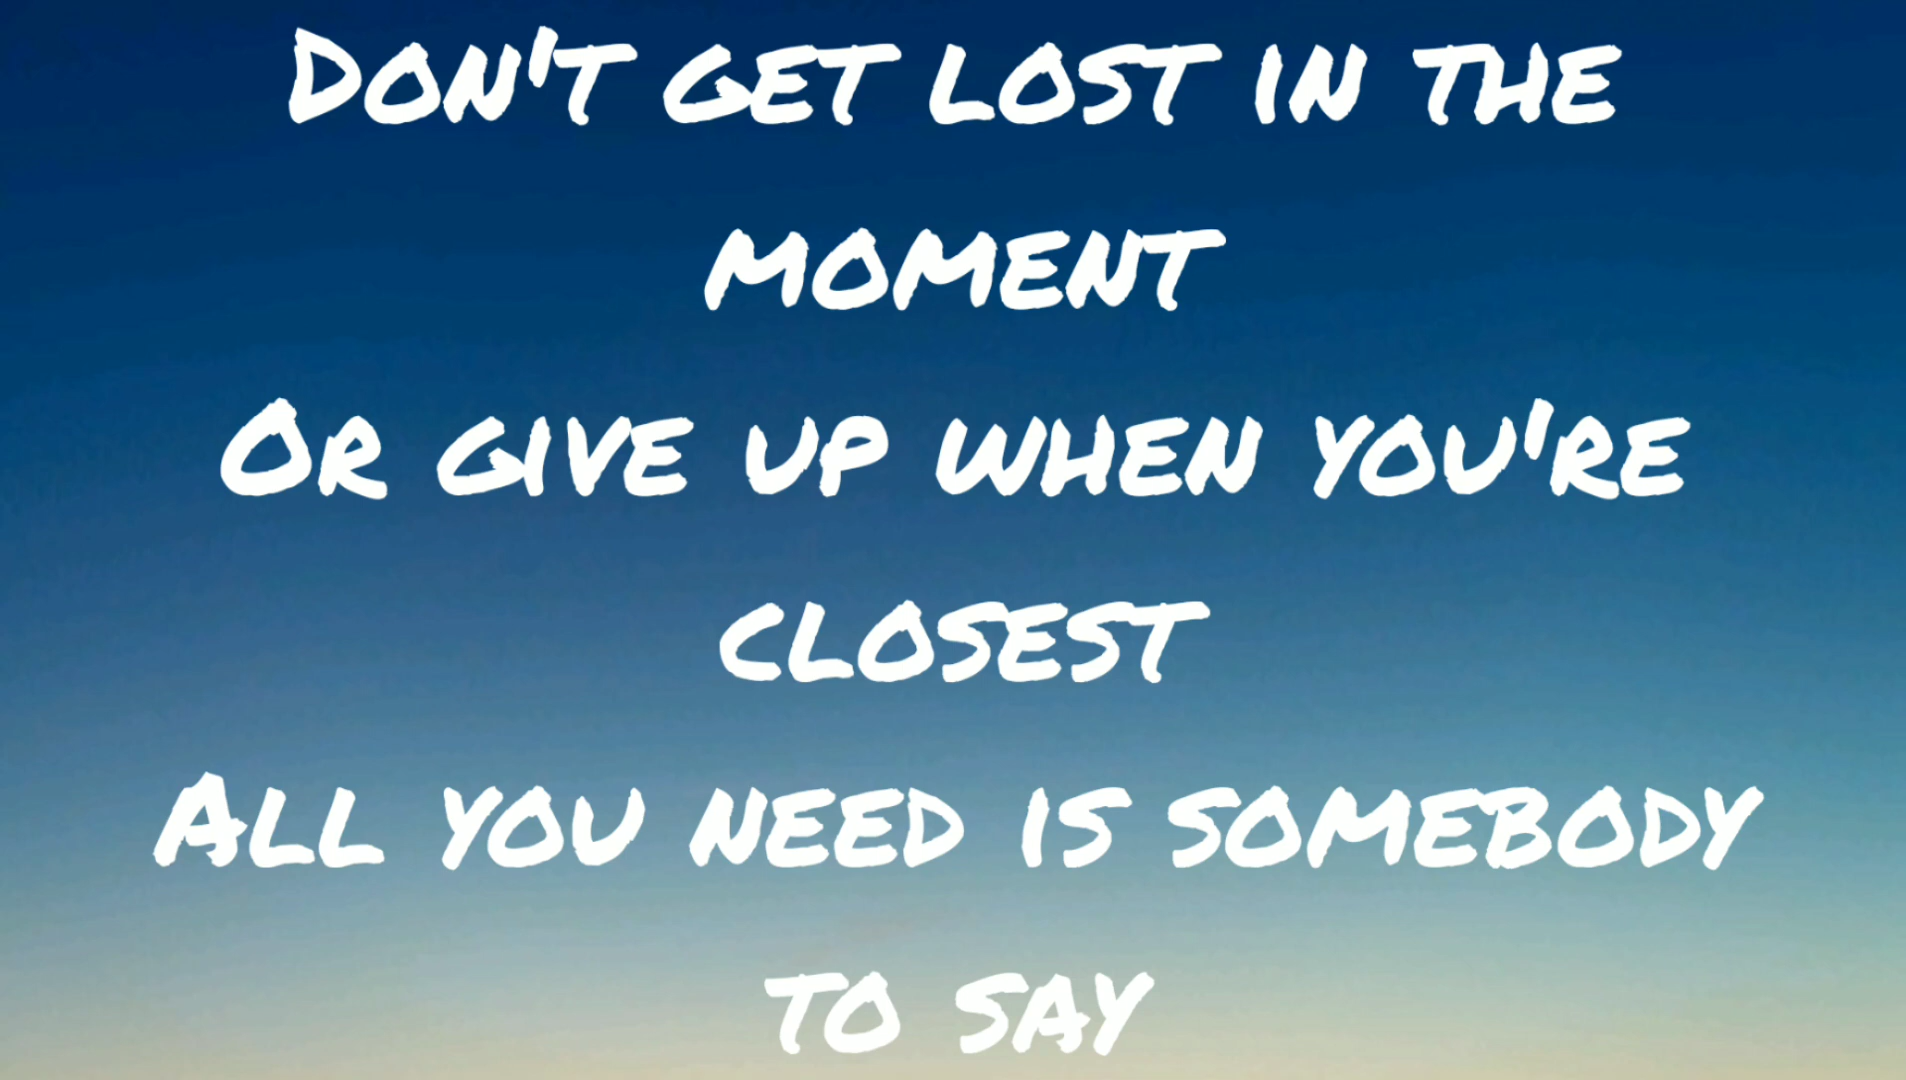 Don't get lost in the
moment
Or give up when you're
closest
All you need is somebody
to say